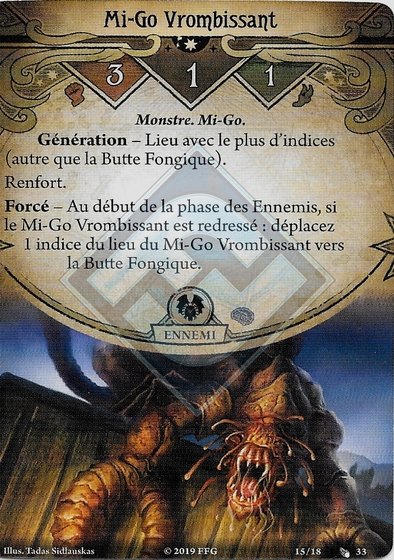 Mi-Go Vrombissant
3 1 1
Monstre. Mi-Go.
Génération – Lieu avec le plus d'indices
(autre que la Butte Fongique).
Renfort.
Forcé – Au début de la phase des Ennemis, si
le Mi-Go Vrombissant est redressé : déplacez
1 indice du lieu du Mi-Go Vrombissant vers
la Butte Fongique.
ENNEMI
Illus. Tadas Sidlauskas © 2019 FFG 15/18 33